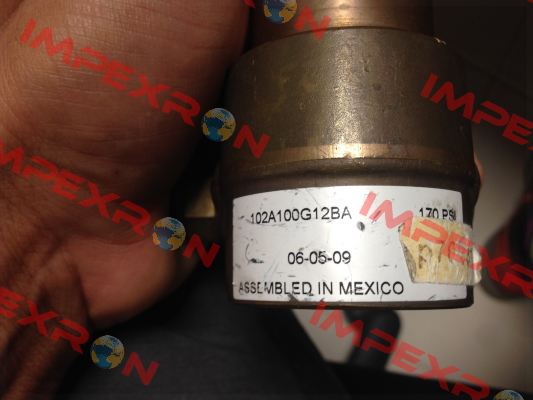 IMPEXRON
IMPEXRON
IMPEXRON
102A100G12BA 170 PSI
06-05-09
ASSEMBLED IN MEXICO
IMPEXRON
IMPEXRON